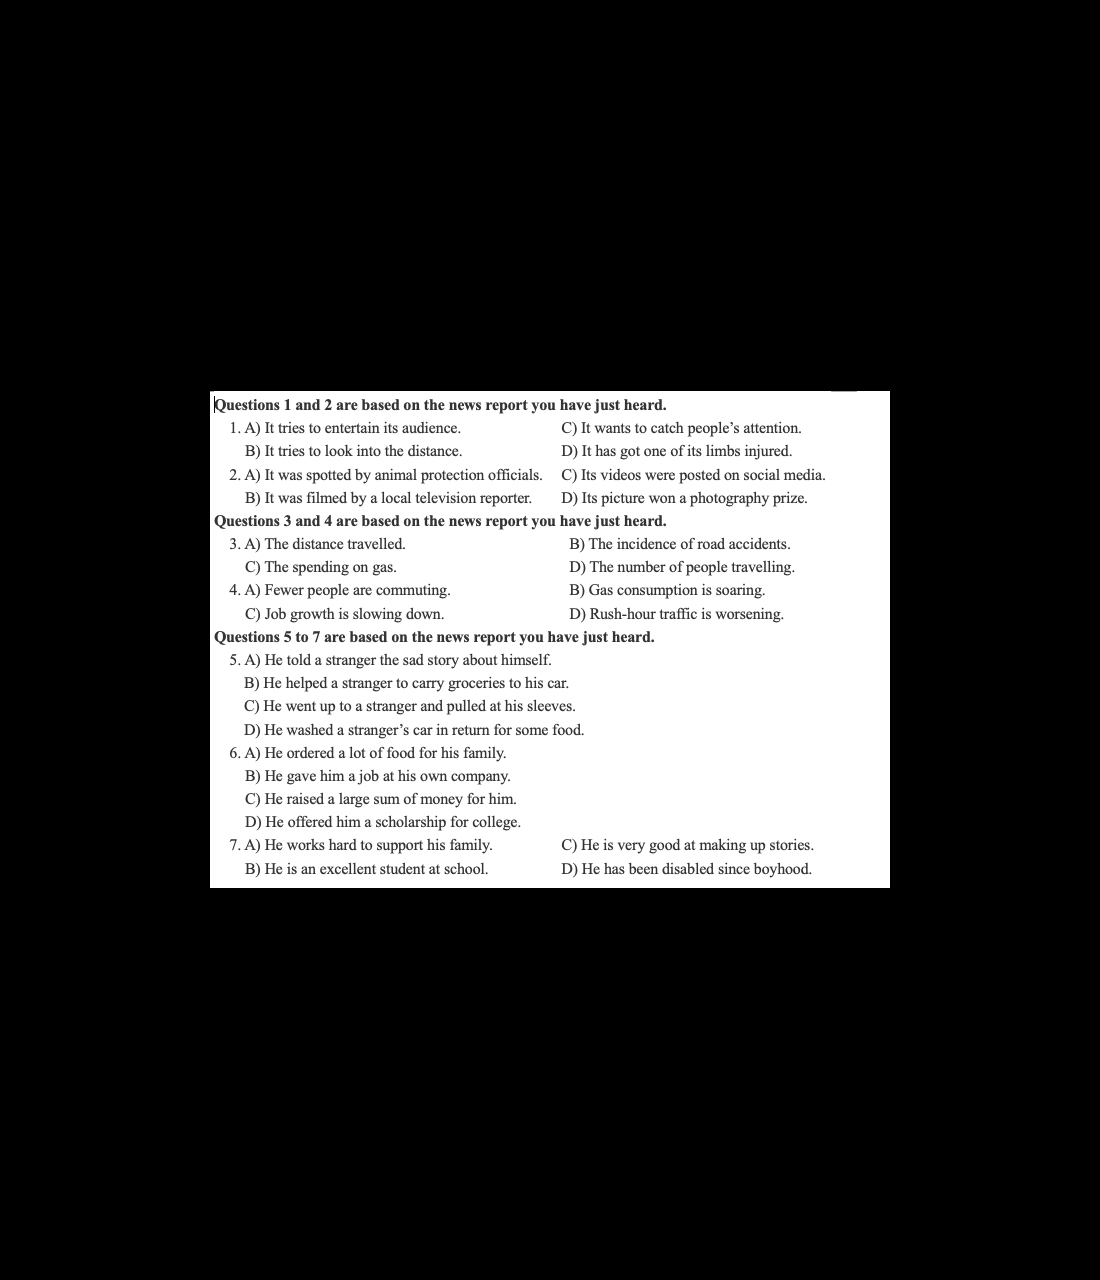 Questions 1 and 2 are based on the news report you have just heard.
1. A) It tries to entertain its audience. C) It wants to catch people’s attention.
B) It tries to look into the distance. D) It has got one of its limbs injured.
2. A) It was spotted by animal protection officials. C) Its videos were posted on social media.
B) It was filmed by a local television reporter. D) Its picture won a photography prize.
Questions 3 and 4 are based on the news report you have just heard.
3. A) The distance travelled. B) The incidence of road accidents.
C) The spending on gas. D) The number of people travelling.
4. A) Fewer people are commuting. B) Gas consumption is soaring.
C) Job growth is slowing down. D) Rush-hour traffic is worsening.
Questions 5 to 7 are based on the news report you have just heard.
5. A) He told a stranger the sad story about himself.
B) He helped a stranger to carry groceries to his car.
C) He went up to a stranger and pulled at his sleeves.
D) He washed a stranger’s car in return for some food.
6. A) He ordered a lot of food for his family.
B) He gave him a job at his own company.
C) He raised a large sum of money for him.
D) He offered him a scholarship for college.
7. A) He works hard to support his family. C) He is very good at making up stories.
B) He is an excellent student at school. D) He has been disabled since boyhood.